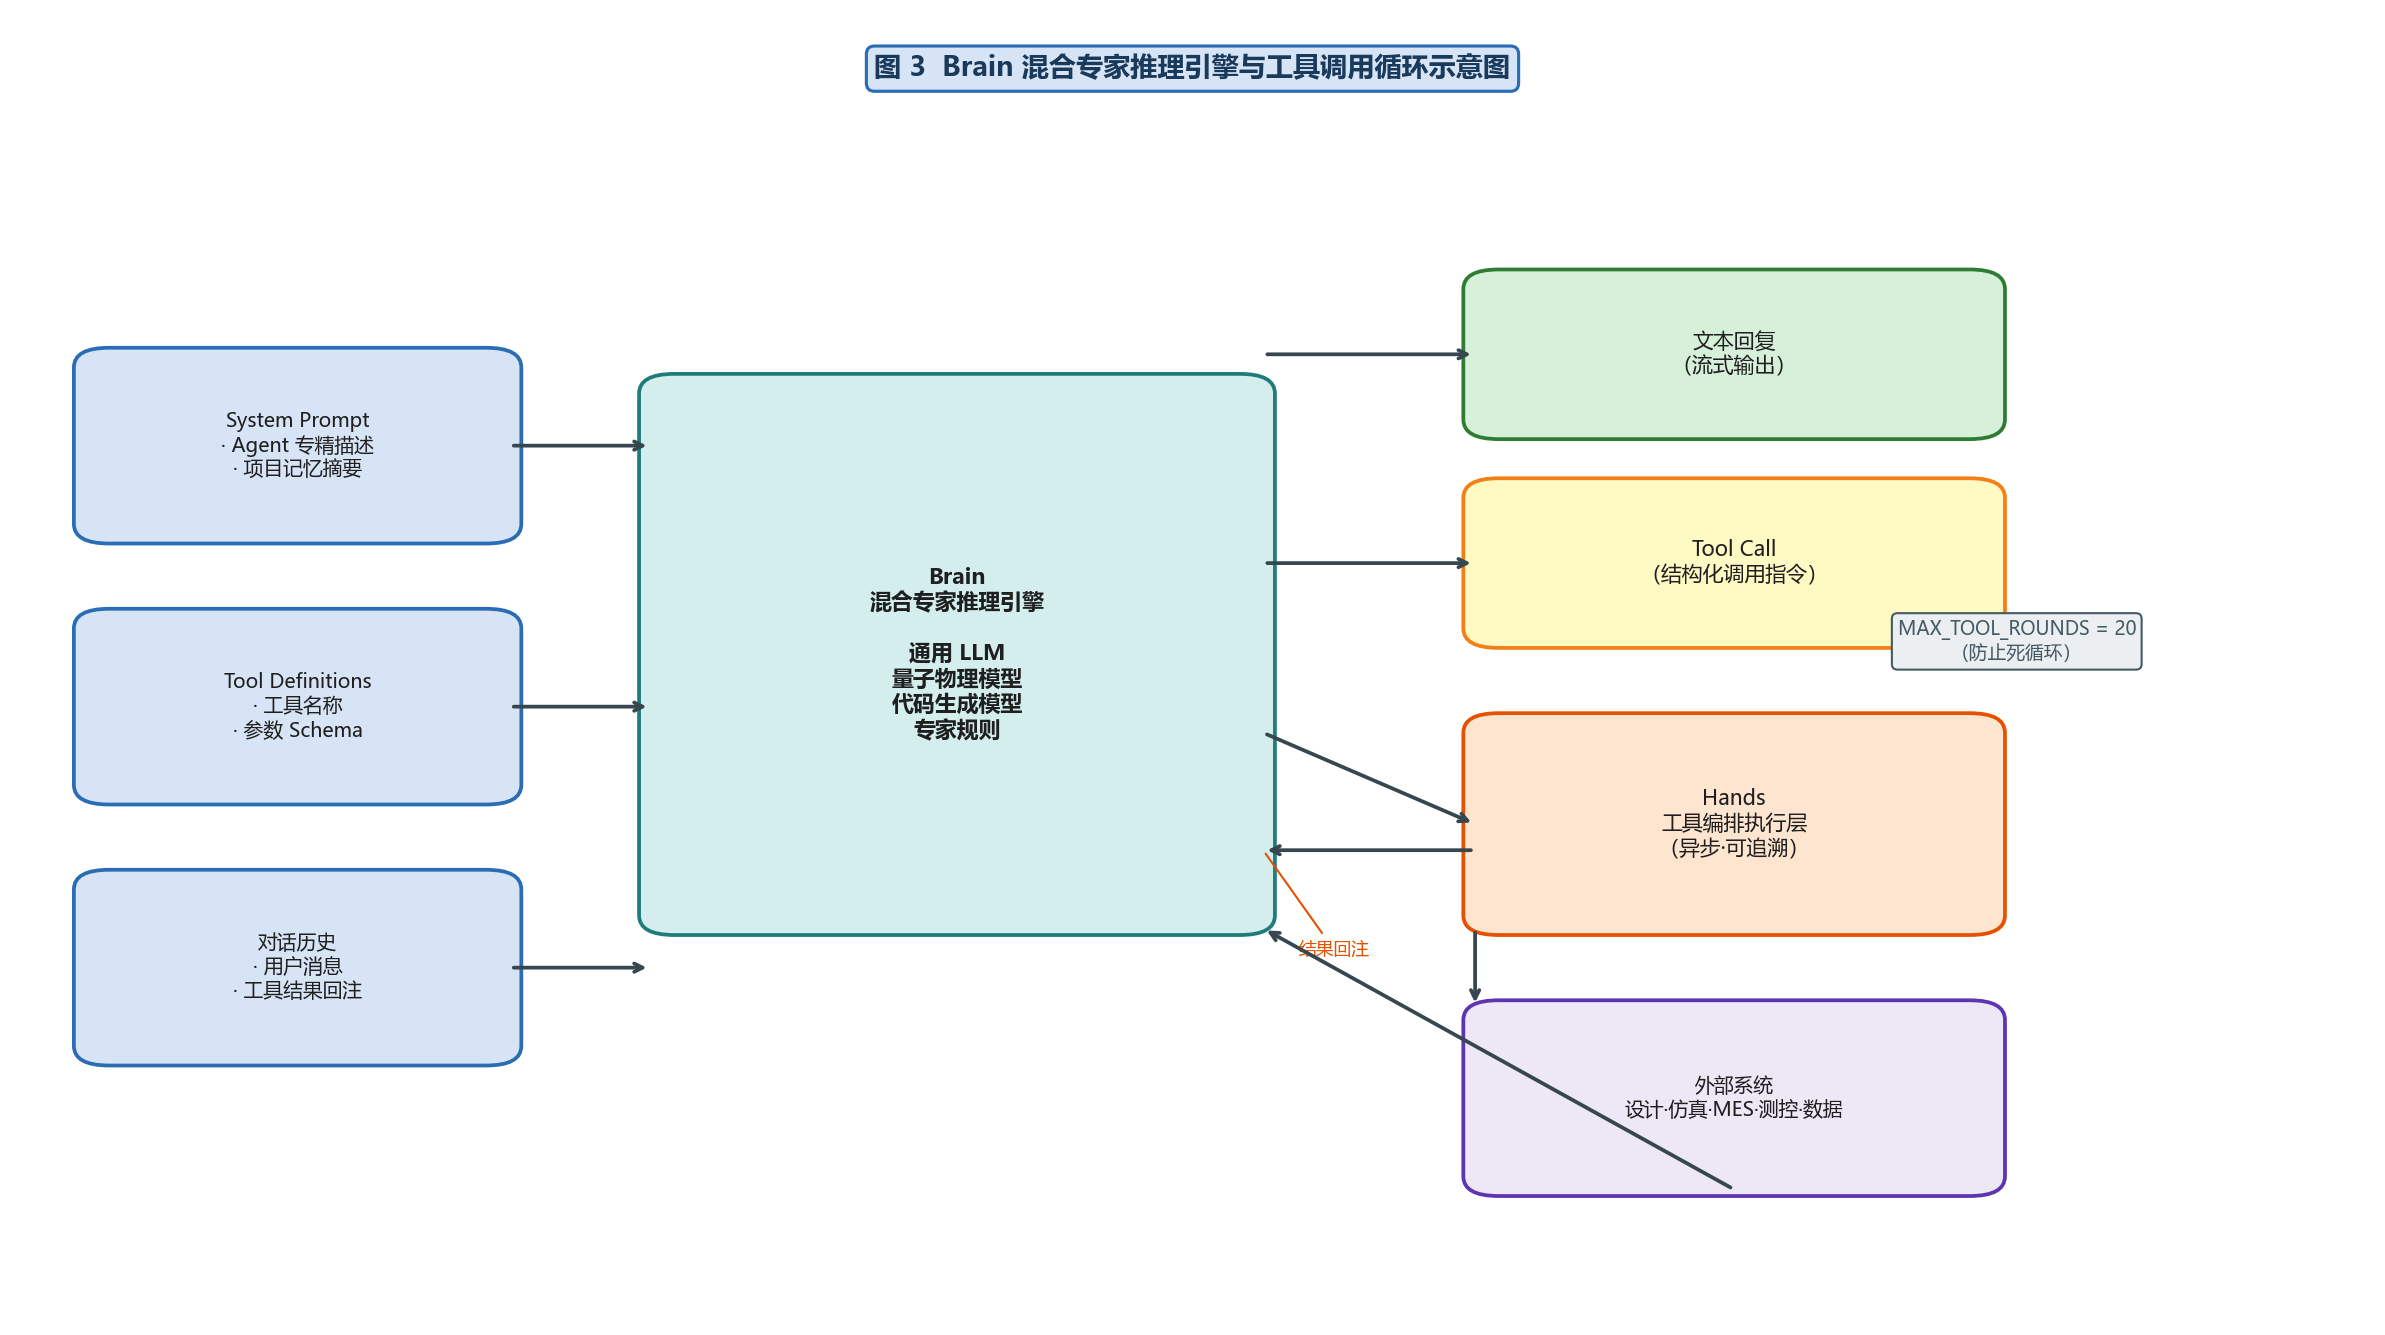 图 3  Brain 混合专家推理引擎与工具调用循环示意图
System Prompt
· Agent 专精描述
· 项目记忆摘要
Tool Definitions
· 工具名称
· 参数 Schema
对话历史
· 用户消息
· 工具结果回注
Brain
混合专家推理引擎
通用 LLM
量子物理模型
代码生成模型
专家规则
文本回复
（流式输出）
Tool Call
（结构化调用指令）
MAX_TOOL_ROUNDS = 20
（防止死循环）
Hands
工具编排执行层
（异步·可追溯）
结果回注
外部系统
设计·仿真·MES·测控·数据